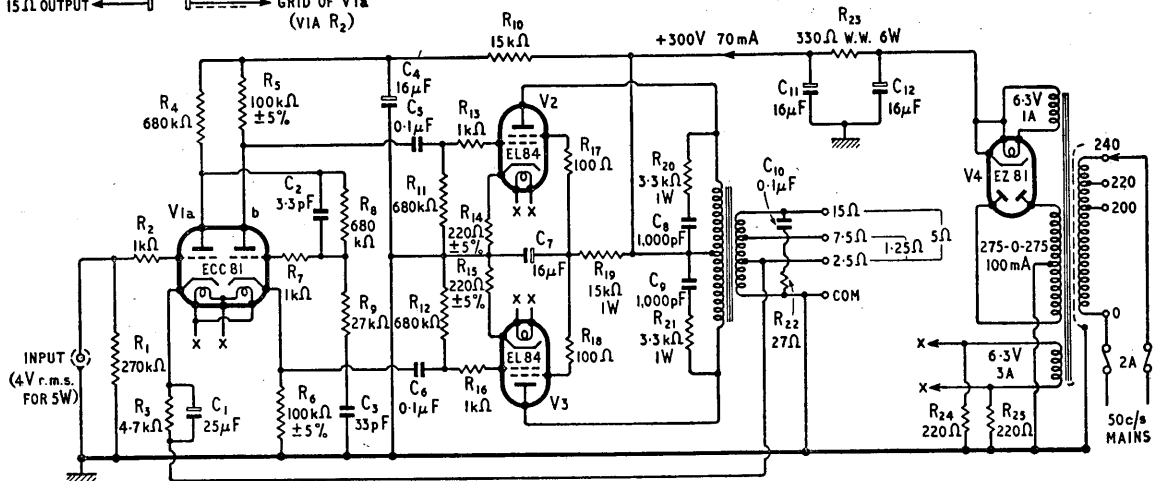 15Ω OUTPUT
GRID OF V1a
(VIA R2)
R10
15kΩ
+300V 70mA
R23
330Ω W.W. 6W
R4
680kΩ
R5
100kΩ
±5%
C4
16μF
C5
0·1μF
R13
1kΩ
V2
EL84
X X
R17
100Ω
C11
16μF
C12
16μF
6·3V
1A
V4
EZ 81
240
220
200
0
275-0-275
100mA
C2
3·3pF
R8
680
kΩ
R11
680kΩ
R14
220Ω
±5%
R15
220Ω
±5%
C7
16μF
R19
15kΩ
1W
R20
3·3kΩ
1W
C8
1,000pF
C9
1,000pF
R21
3·3kΩ
1W
C10
0·1μF
15Ω
7·5Ω
2·5Ω
COM
1·25Ω
5Ω
R22
27Ω
V1a
b
ECC 81
X X
R2
1kΩ
R7
1kΩ
R9
27kΩ
R12
680kΩ
X X
EL84
V3
R18
100Ω
INPUT
(4V r.m.s.
FOR 5W)
R1
270kΩ
R3
4·7kΩ
C1
25μF
R6
100kΩ
±5%
C3
33pF
C6
0·1μF
R16
1kΩ
X
X
6·3V
3A
R24
220Ω
R25
220Ω
2A
50c/s
MAINS